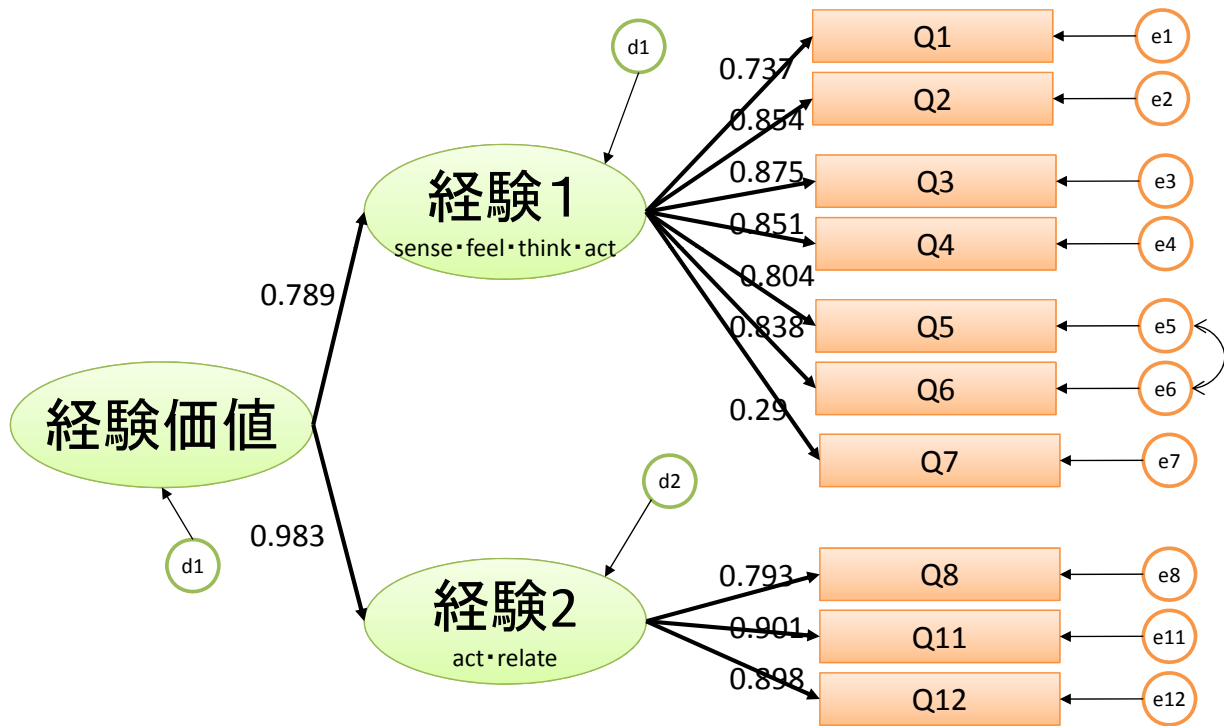 d1
Q1
e1
0.737
Q2
e2
0.854
経験1
sense・feel・think・act
0.875
Q3
e3
0.851
Q4
e4
0.804
0.789
Q5
e5
0.838
Q6
e6
0.29
経験価値
Q7
e7
d2
0.983
d1
経験2
act・relate
0.793
Q8
e8
0.901
Q11
e11
0.898
Q12
e12